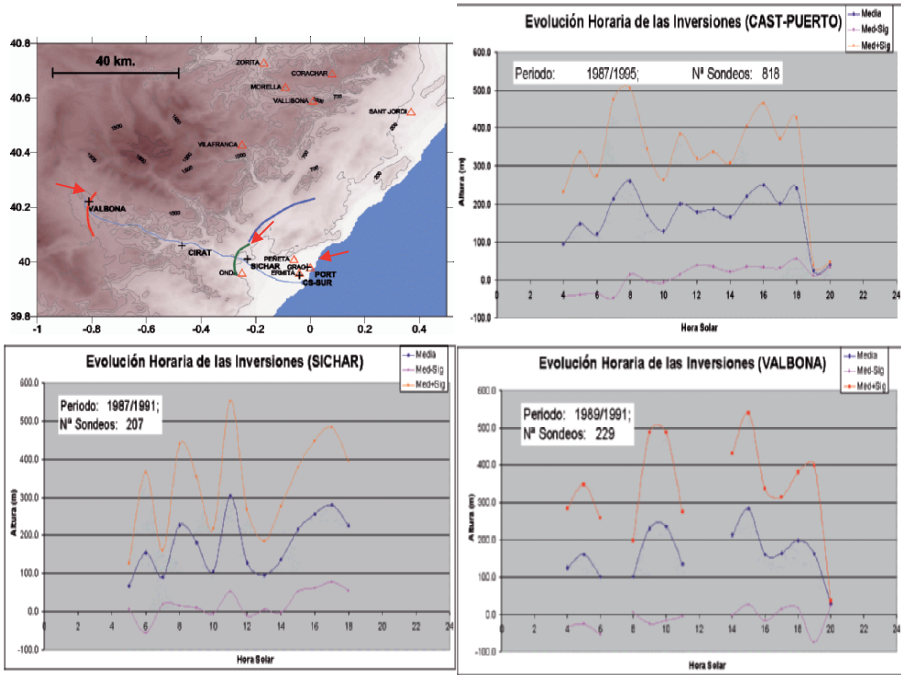 40.8
40.6
40.4
40.2
40
39.8
-1
-0.8
-0.6
-0.4
-0.2
0
0.2
0.4
40 km.
ZORITA
CORACHAR
MORELLA
VALLIBONA
SANT JORDI
VILAFRANCA
VALBONA
CIRAT
SICHAR
ONDA
PEÑETA
GRAO
ERMITA
PORT
CS-SUR
Evolución Horaria de las Inversiones (CAST-PUERTO)
Media
Med-Sig
Med+Sig
Periodo: 1987/1995; Nª Sondeos: 818
Altura (m)
600.0
500.0
400.0
300.0
200.0
100.0
0.0
-100.0
0 2 4 6 8 10 12 14 16 18 20 22 24
Hora Solar
Evolución Horaria de las Inversiones (SICHAR)
Media
Med-Sig
Med+Sig
Periodo: 1987/1991;
Nª Sondeos: 207
Altura (m)
600.0
500.0
400.0
300.0
200.0
100.0
0.0
-100.0
0 2 4 6 8 10 12 14 16 18 20 22 24
Hora Solar
Evolución Horaria de las Inversiones (VALBONA)
Media
Med-Sig
Med+Sig
Periodo: 1989/1991;
Nª Sondeos: 229
Altura (m)
600.0
500.0
400.0
300.0
200.0
100.0
0.0
-100.0
0 2 4 6 8 10 12 14 16 18 20 22 24
Hora Solar